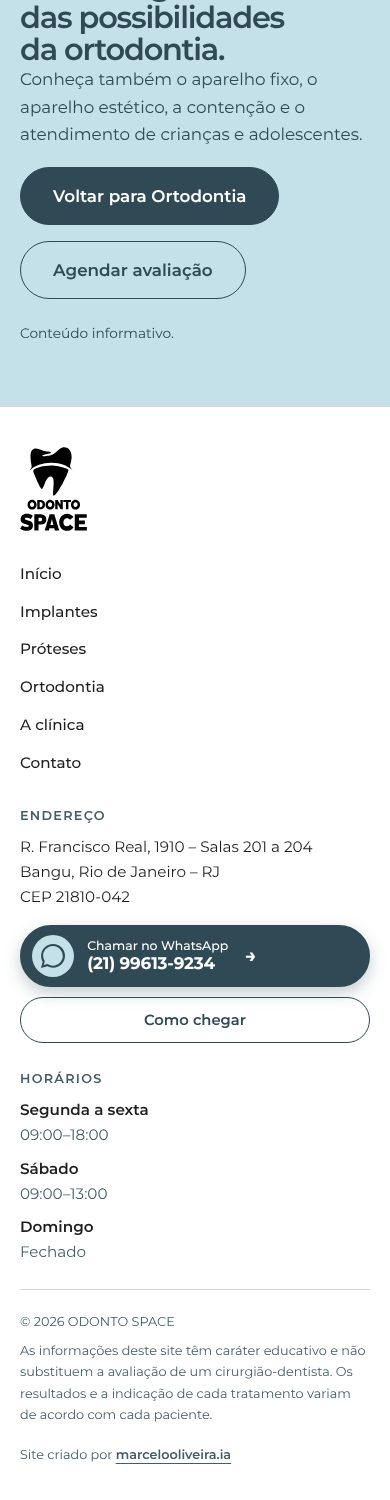 das possibilidades
da ortodontia.
Conheça também o aparelho fixo, o
aparelho estético, a contenção e o
atendimento de crianças e adolescentes.
Voltar para Ortodontia
Agendar avaliação
Conteúdo informativo.
ODONTO
SPACE
Início
Implantes
Próteses
Ortodontia
A clínica
Contato
ENDEREÇO
R. Francisco Real, 1910 – Salas 201 a 204
Bangu, Rio de Janeiro – RJ
CEP 21810-042
Chamar no WhatsApp
(21) 99613-9234 →
Como chegar
HORÁRIOS
Segunda a sexta
09:00–18:00
Sábado
09:00–13:00
Domingo
Fechado
© 2026 ODONTO SPACE
As informações deste site têm caráter educativo e não
substituem a avaliação de um cirurgião-dentista. Os
resultados e a indicação de cada tratamento variam
de acordo com cada paciente.
Site criado por marcelooliveira.ia